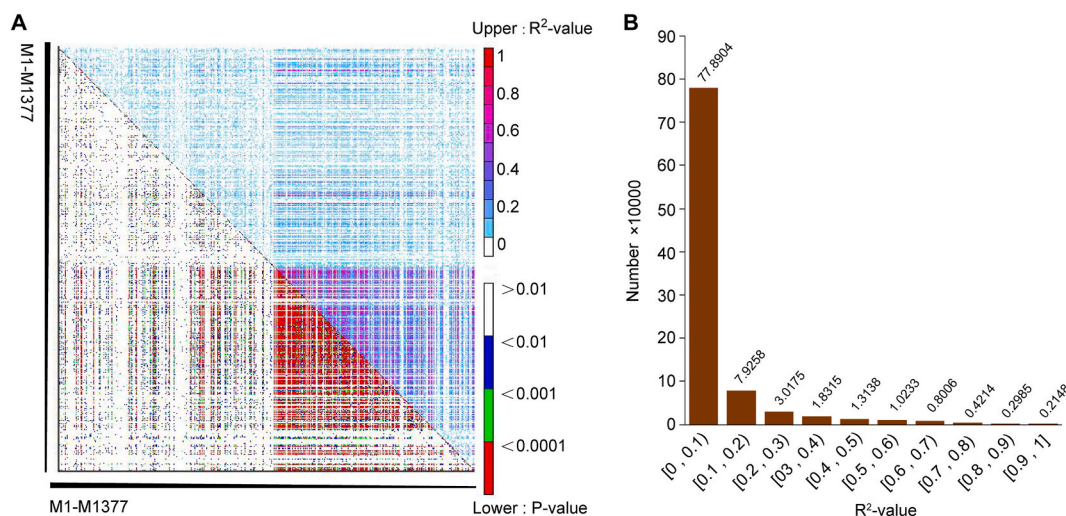 A
Upper : R²-value
M1-M1377
1
0.8
0.6
0.4
0.2
0
>0.01
<0.01
<0.001
<0.0001
M1-M1377
Lower : P-value
B
90
80
70
60
50
40
30
20
10
0
Number ×10000
77.8904
7.9258
3.0175
1.8315
1.3138
1.0233
0.8006
0.4214
0.2985
0.2148
[0 , 0.1)
[0.1 , 0.2)
[0.2 , 0.3)
[03 , 0.4)
[0.4 , 0.5)
[0.5 , 0.6)
[0.6 , 0.7)
[0.7 , 0.8)
[0.8 , 0.9)
[0.9 , 1]
R²-value